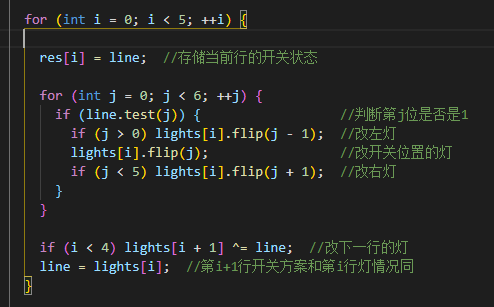 for (int i = 0; i < 5; ++i) {
res[i] = line;  //存储当前行的开关状态
for (int j = 0; j < 6; ++j) {
if (line.test(j)) {                  //判断第j位是否是1
if (j > 0) lights[i].flip(j - 1);  //改左灯
lights[i].flip(j);                 //改开关位置的灯
if (j < 5) lights[i].flip(j + 1);  //改右灯
}
}
if (i < 4) lights[i + 1] ^= line;  //改下一行的灯
line = lights[i];  //第i+1行开关方案和第i行灯情况同
}